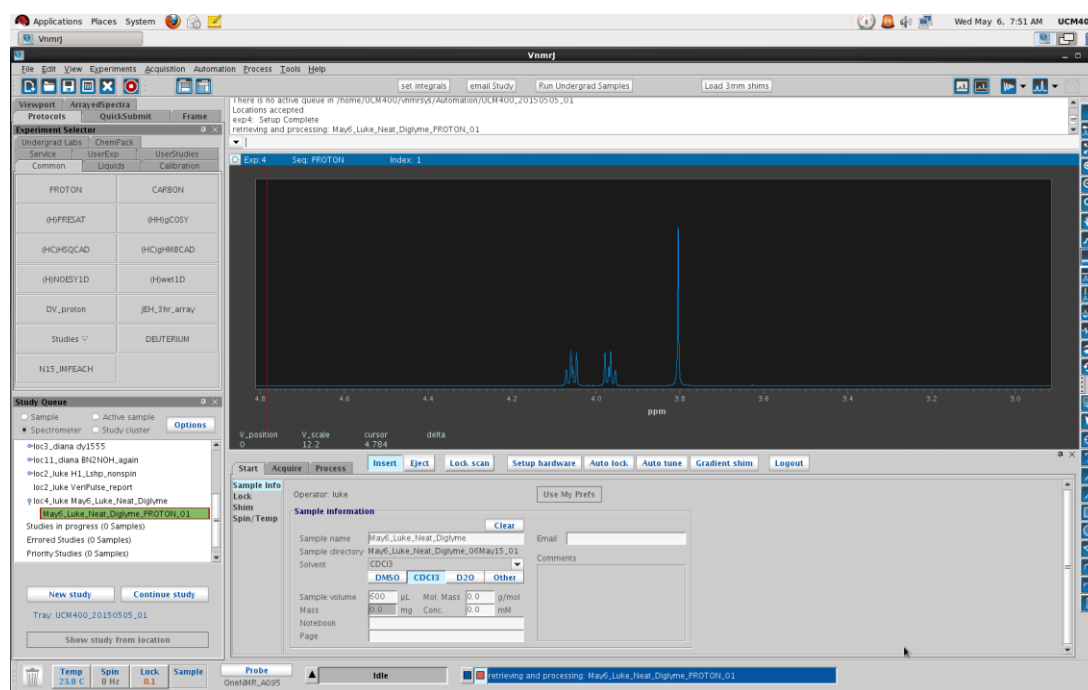 Applications Places System
Wed May 6, 7:51 AM UCM40
VnmrJ
VnmrJ
File Edit View Experiments Acquisition Automation Process Tools Help
set integrals email Study Run Undergrad Samples Load 3mm shims
Viewport ArrayedSpectra
Protocols QuickSubmit Frame
Experiment Selector
Undergrad Labs ChemPack
Service UserExp UserStudies
Common Liquids Calibration
PROTON CARBON
(H)PRESAT (HH)gCOSY
(HC)HSQCAD (HC)gHMBCAD
(H)NOESY1D (H)wet1D
DV_proton JEH_3hr_array
Studies DEUTERIUM
N15_IMPEACH
There is no active queue in /home/UCM400/vnmrsys/Automation/UCM400_20150505_01
Locations accepted
exp4: Setup Complete
retrieving and processing: May6_Luke_Neat_Diglyme_PROTON_01
Exp:4 Seq: PROTON Index: 1
4.8 4.6 4.4 4.2 4.0 3.8 3.6 3.4 3.2 3.0
ppm
V_position V_scale cursor delta
0 12.2 4.784
Study Queue
Sample Active sample
Spectrometer Study cluster
Options
loc3_diana dy1555
loc11_diana BN2NOH_again
loc2_luke H1_Lshp_nonspin
loc2_luke VeriPulse_report
loc4_luke May6_Luke_Neat_Diglyme
May6_Luke_Neat_Diglyme_PROTON_01
Studies in progress (0 Samples)
Errored Studies (0 Samples)
Priority Studies (0 Samples)
New study Continue study
Tray: UCM400_20150505_01
Show study from location
Start Acquire Process Insert Eject Lock scan Setup hardware Auto lock Auto tune Gradient shim Logout
Sample Info
Lock
Shim
Spin/Temp
Operator: luke Use My Prefs
Sample information
Clear
Sample name May6_Luke_Neat_Diglyme
Sample directory May6_Luke_Neat_Diglyme_06May15_01
Solvent CDCl3
DMSO CDCl3 D2O Other
Sample volume 600 µL Mol. Mass 0.0 g/mol
Mass 0.0 mg Conc. 0.0 mM
Notebook
Page
Email
Comments
Temp Spin Lock Sample
23.0 C 0 Hz 0.1
Probe
OneNMR_A095
Idle
retrieving and processing: May6_Luke_Neat_Diglyme_PROTON_01